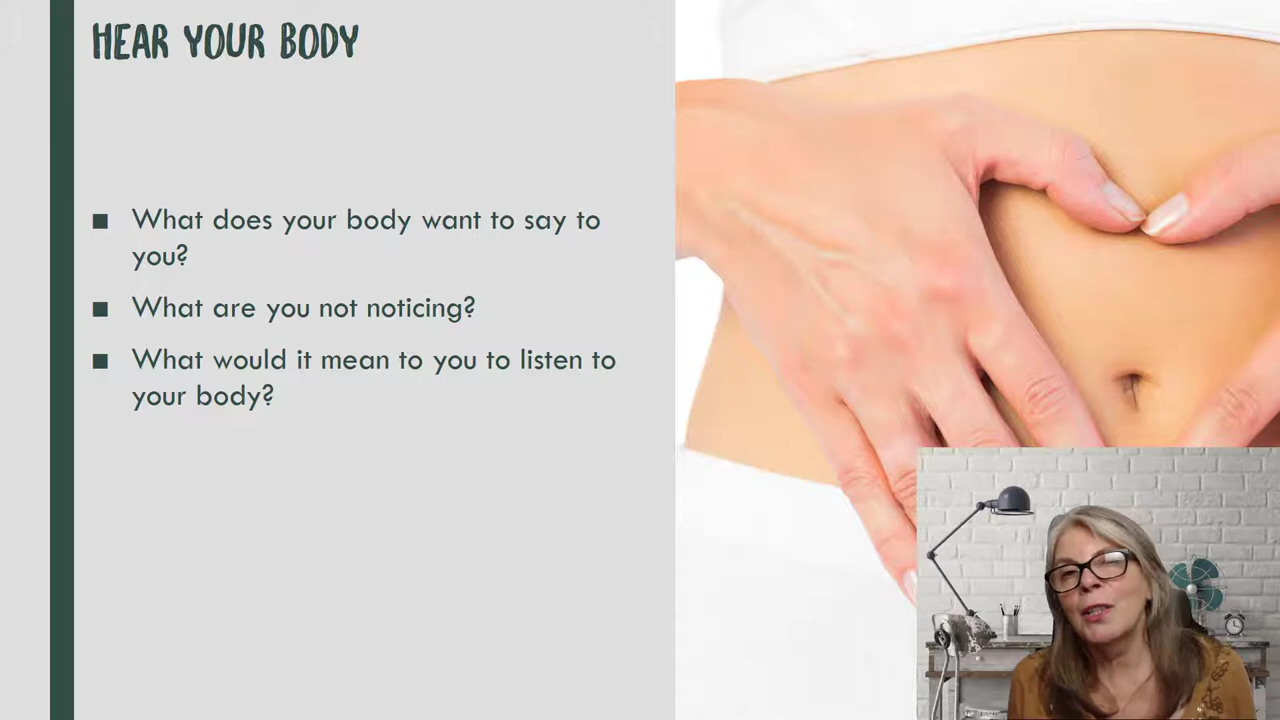 HEAR YOUR BODY
■ What does your body want to say to
you?
■ What are you not noticing?
■ What would it mean to you to listen to
your body?